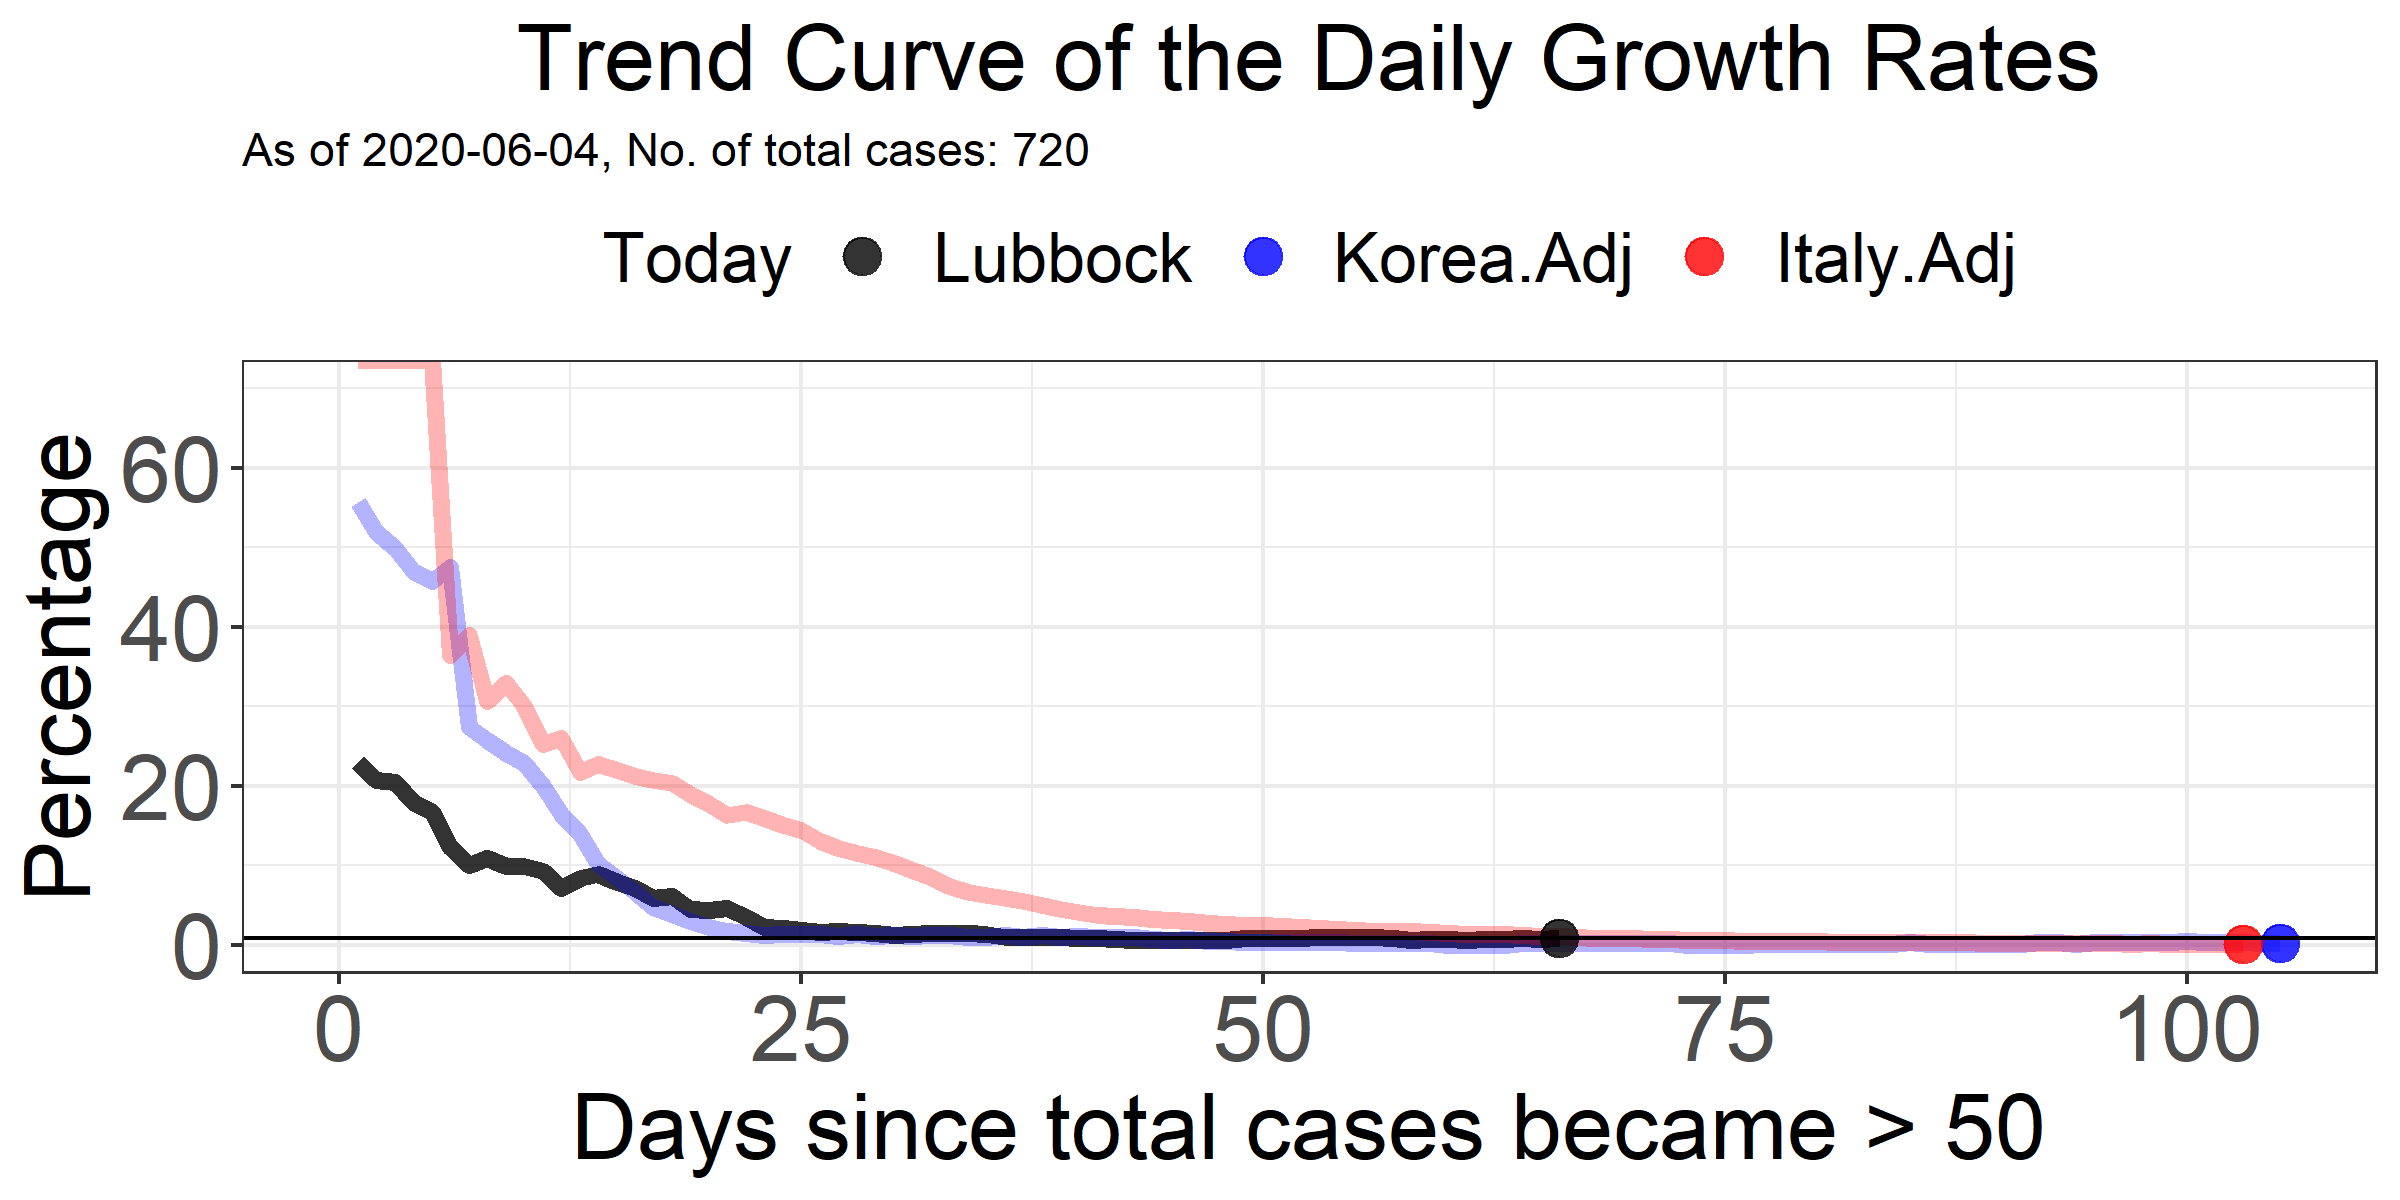 Trend Curve of the Daily Growth Rates
As of 2020-06-04, No. of total cases: 720
Today Lubbock Korea.Adj Italy.Adj
Percentage
60
40
20
0
0 25 50 75 100
Days since total cases became > 50